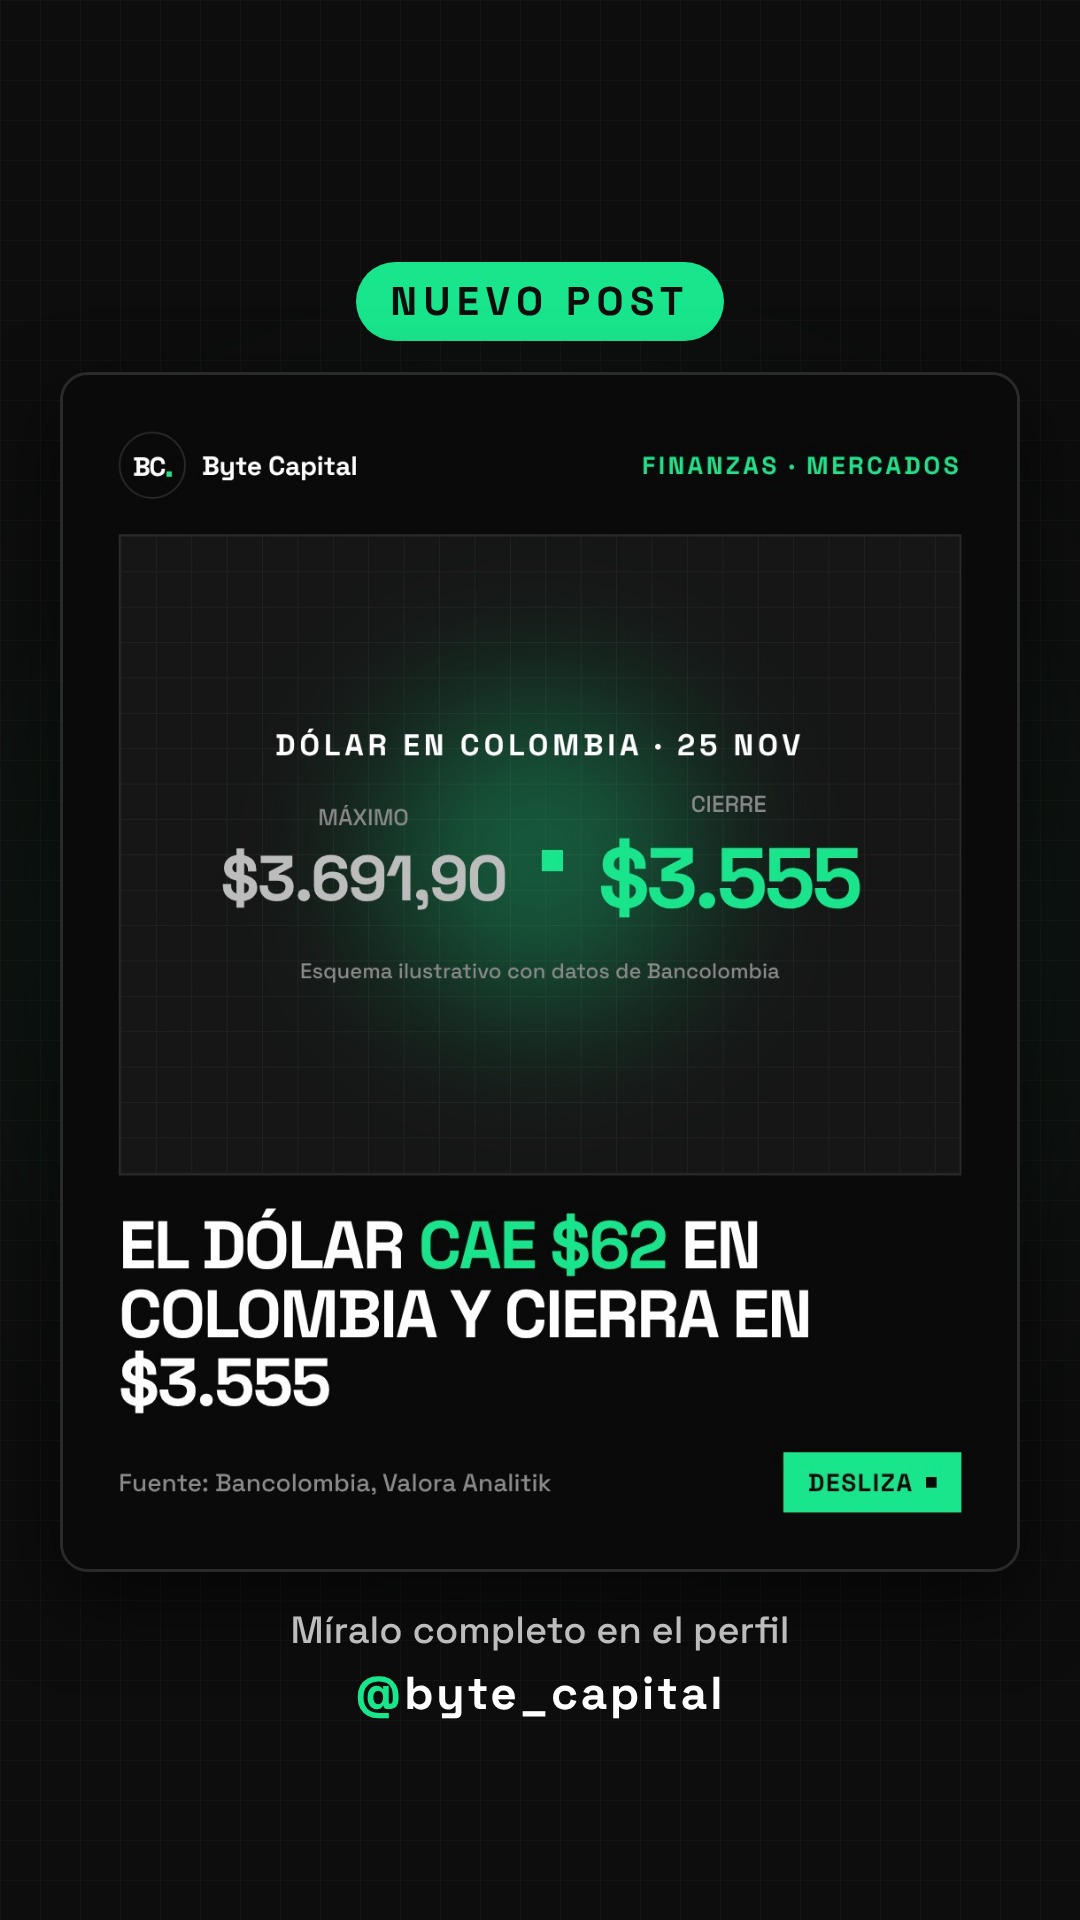 NUEVO POST
BC.
Byte Capital
FINANZAS · MERCADOS
DÓLAR EN COLOMBIA · 25 NOV
MÁXIMO
CIERRE
$3.691,90
$3.555
Esquema ilustrativo con datos de Bancolombia
EL DÓLAR CAE $62 EN
COLOMBIA Y CIERRA EN
$3.555
Fuente: Bancolombia, Valora Analitik
DESLIZA
Míralo completo en el perfil
@byte_capital